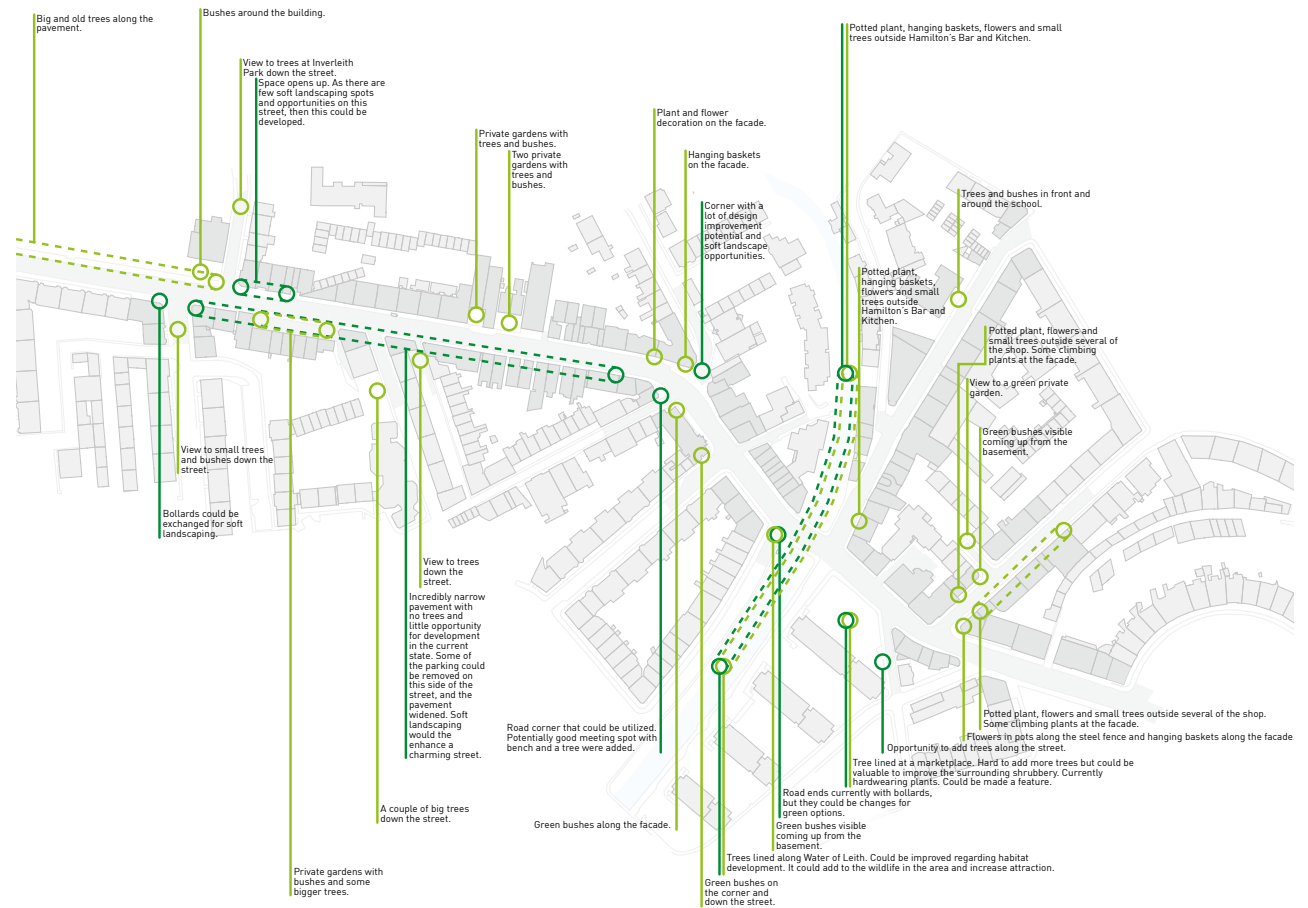 Big and old trees along the
pavement.
Bushes around the building.
View to trees at Inverleith
Park down the street.
Space opens up. As there are
few soft landscaping spots
and opportunities on this
street, then this could be
developed.
Private gardens with
trees and bushes.
Two private
gardens with
trees and
bushes.
Plant and flower
decoration on the facade.
Hanging baskets
on the facade.
Corner with a
lot of design
improvement
potential and
soft landscape
opportunities.
Potted plant, hanging baskets, flowers and small
trees outside Hamilton's Bar and Kitchen.
Trees and bushes in front and
around the school.
Potted plant,
hanging baskets,
flowers and small
trees outside
Hamilton's Bar and
Kitchen.
Potted plant, flowers and
small trees outside several of
the shop. Some climbing
plants at the facade.
View to a green private
garden.
Green bushes visible
coming up from the
basement.
View to small trees
and bushes down the
street.
Bollards could be
exchanged for soft
landscaping.
View to trees
down the
street.
Incredibly narrow
pavement with
no trees and
little opportunity
for development
in the current
state. Some of
the parking could
be removed on
this side of the
street, and the
pavement
widened. Soft
landscaping
would the
enhance a
charming street.
A couple of big trees
down the street.
Private gardens with
bushes and some
bigger trees.
Road corner that could be utilized.
Potentially good meeting spot with
bench and a tree were added.
Green bushes along the facade.
Green bushes on
the corner and
down the street.
Trees lined along Water of Leith. Could be improved regarding habitat
development. It could add to the wildlife in the area and increase attraction.
Green bushes visible
coming up from the
basement.
Road ends currently with bollards,
but they could be changes for
green options.
Tree lined at a marketplace. Hard to add more trees but could be
valuable to improve the surrounding shrubbery. Currently
hardwearing plants. Could be made a feature.
Opportunity to add trees along the street.
Flowers in pots along the steel fence and hanging baskets along the facade
Potted plant, flowers and small trees outside several of the shop.
Some climbing plants at the facade.